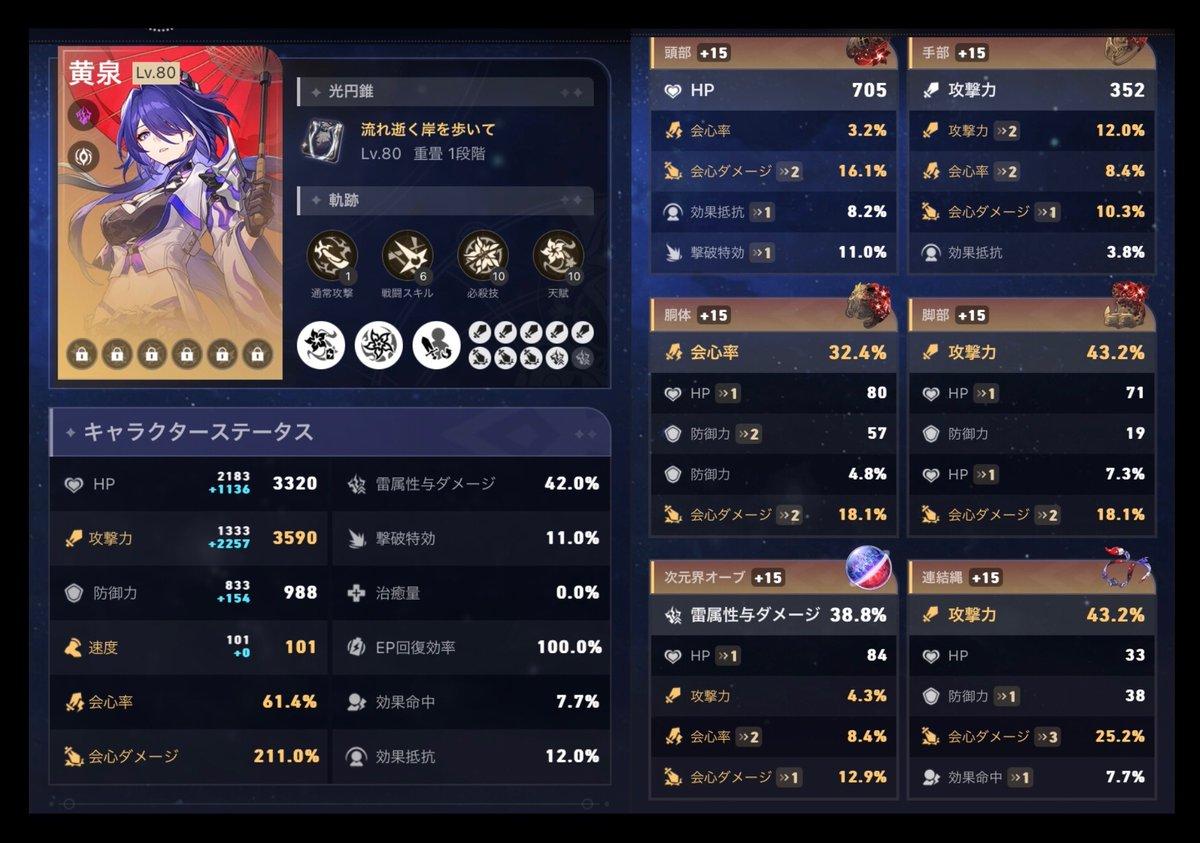 黄泉 Lv.80
光円錐
流れ逝く岸を歩いて
Lv.80 重畳 1段階
軌跡
1 6 10 10
通常攻撃 戦闘スキル 必殺技 天賦
キャラクターステータス
HP 2183 +1136 3320
雷属性与ダメージ 42.0%
攻撃力 1333 +2257 3590
撃破特効 11.0%
防御力 833 +154 988
治癒量 0.0%
速度 101 +0 101
EP回復効率 100.0%
会心率 61.4%
効果命中 7.7%
会心ダメージ 211.0%
効果抵抗 12.0%
頭部 +15
HP 705
会心率 3.2%
会心ダメージ >>2 16.1%
効果抵抗 >>1 8.2%
撃破特効 >>1 11.0%
手部 +15
攻撃力 352
攻撃力 >>2 12.0%
会心率 >>2 8.4%
会心ダメージ >>1 10.3%
効果抵抗 3.8%
胴体 +15
会心率 32.4%
HP >>1 80
防御力 >>2 57
防御力 4.8%
会心ダメージ >>2 18.1%
脚部 +15
攻撃力 43.2%
HP >>1 71
防御力 19
HP >>1 7.3%
会心ダメージ >>2 18.1%
次元界オーブ +15
雷属性与ダメージ 38.8%
HP >>1 84
攻撃力 4.3%
会心率 >>2 8.4%
会心ダメージ >>1 12.9%
連結縄 +15
攻撃力 43.2%
HP 33
防御力 >>1 38
会心ダメージ >>3 25.2%
効果命中 >>1 7.7%